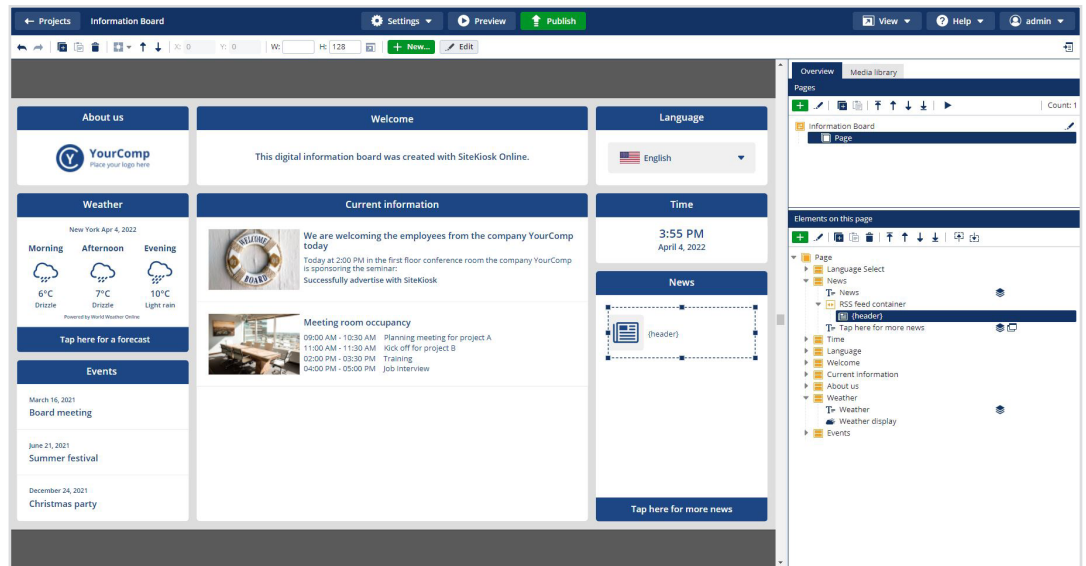 Projects
Information Board
Settings
Preview
Publish
View
Help
admin
X: 0
Y: 0
W:
H: 128
New...
Edit
Overview
Media library
Pages
Count: 1
Information Board
Page
About us
YourComp
Place your logo here
Welcome
This digital information board was created with SiteKiosk Online.
Language
English
Weather
New York Apr 4, 2022
Morning Afternoon Evening
6°C 7°C 10°C
Drizzle Drizzle Light rain
Powered by World Weather Online
Tap here for a forecast
Events
March 16, 2021
Board meeting
June 21, 2021
Summer festival
December 24, 2021
Christmas party
Current information
WELCOME
BOARD
We are welcoming the employees from the company YourComp
today
Today at 2:00 PM in the first floor conference room the company YourComp
is sponsoring the seminar:
Successfully advertise with SiteKiosk
Meeting room occupancy
09:00 AM - 10:30 AM Planning meeting for project A
11:00 AM - 11:30 AM Kick off for project B
02:00 PM - 03:30 PM Training
04:00 PM - 05:00 PM Job interview
Time
3:55 PM
April 4, 2022
News
{header}
Tap here for more news
Elements on this page
Page
Language Select
News
News
RSS feed container
{header}
Tap here for more news
Time
Language
Welcome
Current information
About us
Weather
Weather
Weather display
Events